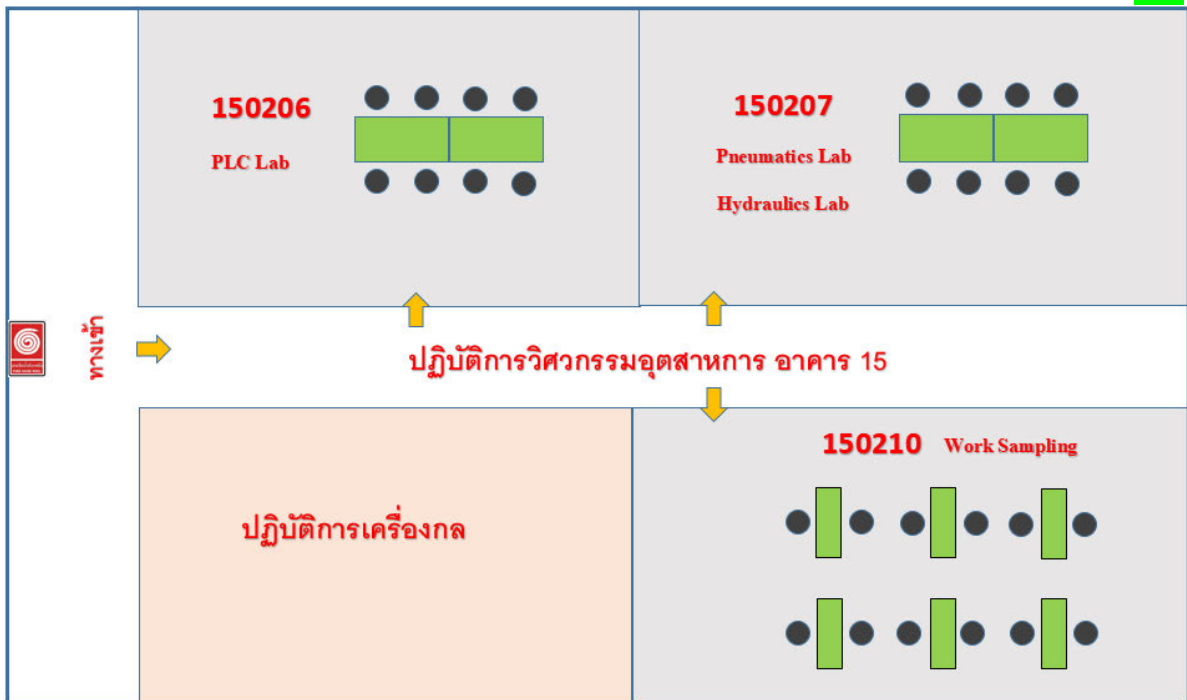 150206
PLC Lab
150207
Pneumatics Lab
Hydraulics Lab
ทางเข้า
ปฏิบัติการวิศวกรรมอุตสาหการ อาคาร 15
150210 Work Sampling
ปฏิบัติการเครื่องกล